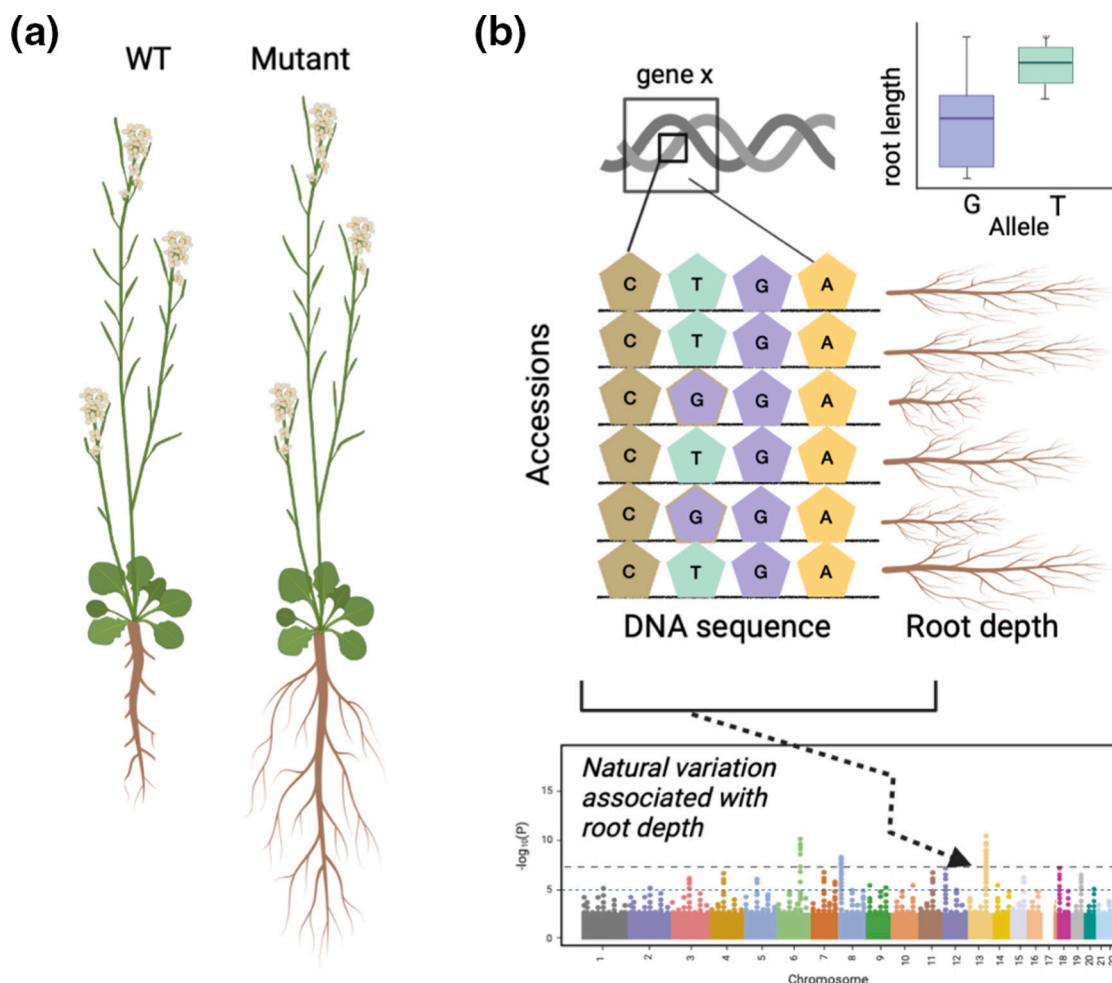 (a)
WT Mutant
(b)
gene x
root length
G T
Allele
Accessions
C T G A
C T G A
C G G A
C T G A
C G G A
C T G A
DNA sequence Root depth
Natural variation
associated with
root depth
-log10(P)
15
10
5
0
1 2 3 4 5 6 7 8 9 10 11 12 13 14 15 16 17 18 19 20 21
Chromosome